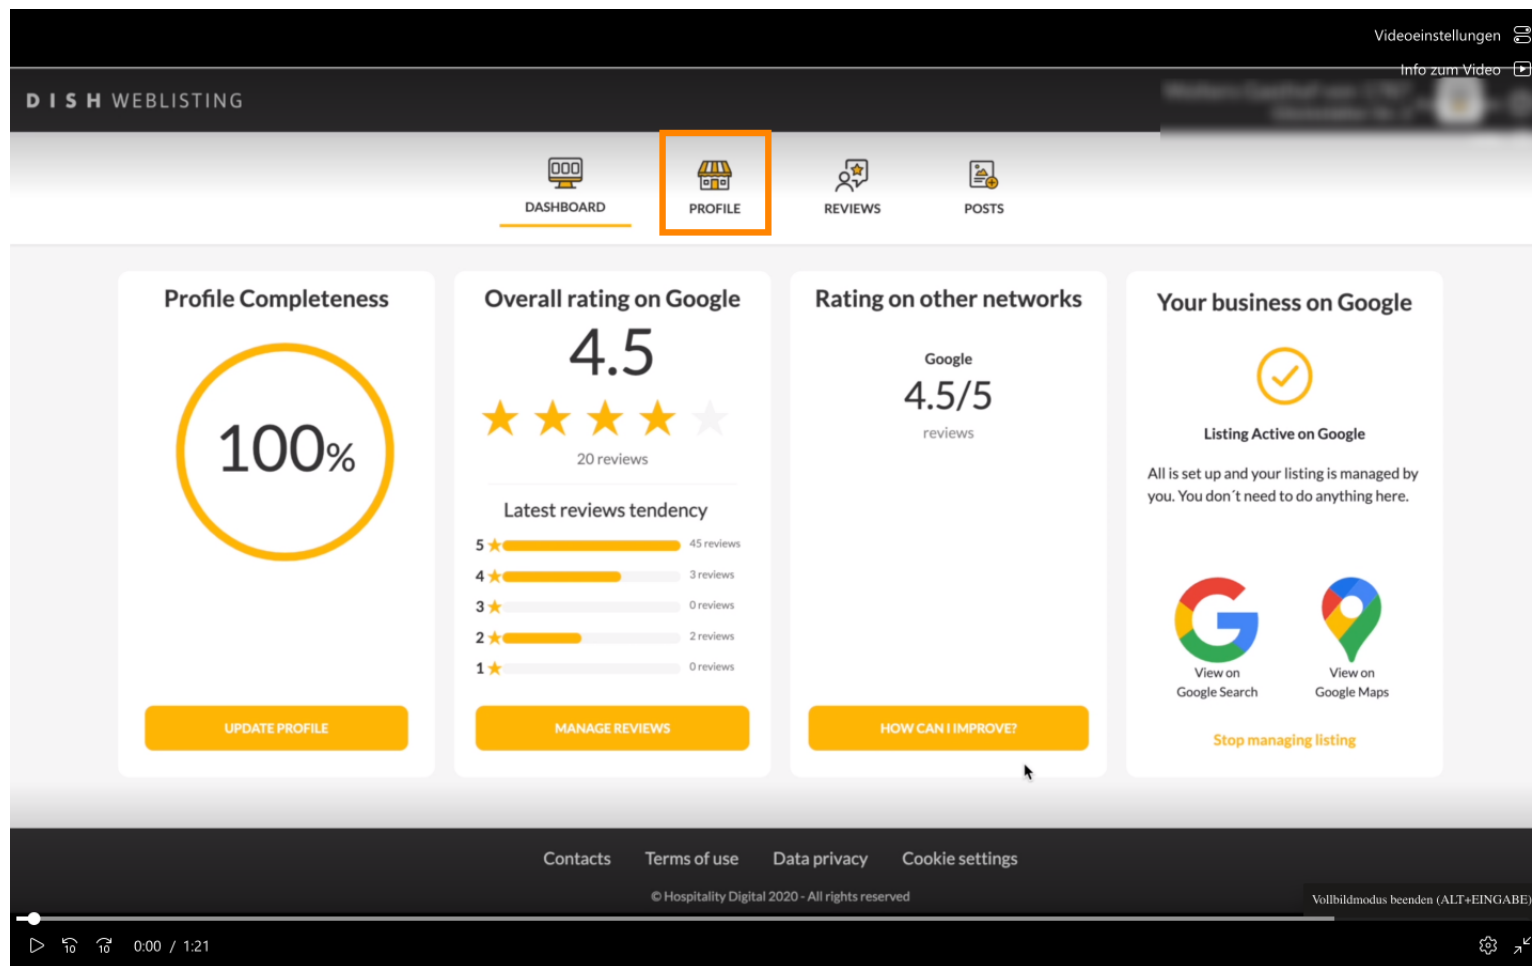 Videoeinstellungen
Info zum Video
DISH WEBLISTING
DASHBOARD
PROFILE
REVIEWS
POSTS
Profile Completeness
100%
UPDATE PROFILE
Overall rating on Google
4.5
20 reviews
Latest reviews tendency
5 45 reviews
4 3 reviews
3 0 reviews
2 2 reviews
1 0 reviews
MANAGE REVIEWS
Rating on other networks
Google
4.5/5
reviews
HOW CAN I IMPROVE?
Your business on Google
Listing Active on Google
All is set up and your listing is managed by
you. You don´t need to do anything here.
View on
Google Search
View on
Google Maps
Stop managing listing
Contacts Terms of use Data privacy Cookie settings
© Hospitality Digital 2020 - All rights reserved
Vollbildmodus beenden (ALT+EINGABE)
10 10 0:00 / 1:21